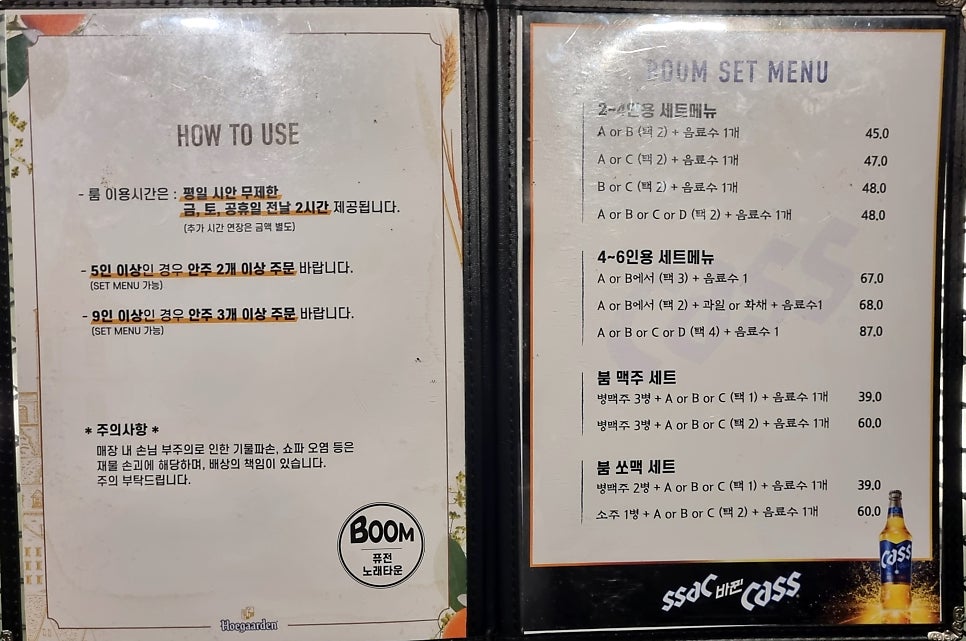 HOW TO USE
- 룸 이용시간은 : 평일 시안 무제한
금, 토, 공휴일 전날 2시간 제공됩니다.
(추가 시간 연장은 금액 별도)
- 5인 이상인 경우 안주 2개 이상 주문 바랍니다.
(SET MENU 가능)
- 9인 이상인 경우 안주 3개 이상 주문 바랍니다.
(SET MENU 가능)
* 주의사항 *
매장 내 손님 부주의로 인한 기물파손, 쇼파 오염 등은
재물 손괴에 해당하며, 배상의 책임이 있습니다.
주의 부탁드립니다.
BOOM
퓨전
노래타운
Hoegaarden
BOOM SET MENU
2~4인용 세트메뉴
A or B (택 2) + 음료수 1개 45,0
A or C (택 2) + 음료수 1개 47,0
B or C (택 2) + 음료수 1개 48,0
A or B or C or D (택 2) + 음료수 1개 48,0
4~6인용 세트메뉴
A or B에서 (택 3) + 음료수 1 67.0
A or B에서 (택 2) + 과일 or 화채 + 음료수1 68.0
A or B or C or D (택 4) + 음료수 1 87.0
붐 맥주 세트
병맥주 3병 + A or B or C (택 1) + 음료수 1개 39.0
병맥주 3병 + A or B or C (택 2) + 음료수 1개 60.0
붐 쏘맥 세트
병맥주 2병 + A or B or C (택 1) + 음료수 1개 39.0
소주 1병 + A or B or C (택 2) + 음료수 1개 60.0
cass
ssac 바뀐 cass
cass